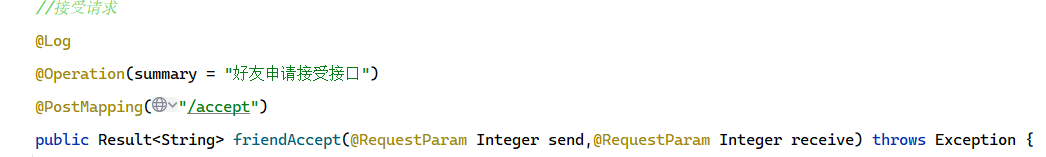 //接受请求
@Log
@Operation(summary = "好友申请接受接口")
@PostMapping("/accept")
public Result<String> friendAccept(@RequestParam Integer send,@RequestParam Integer receive) throws Exception {